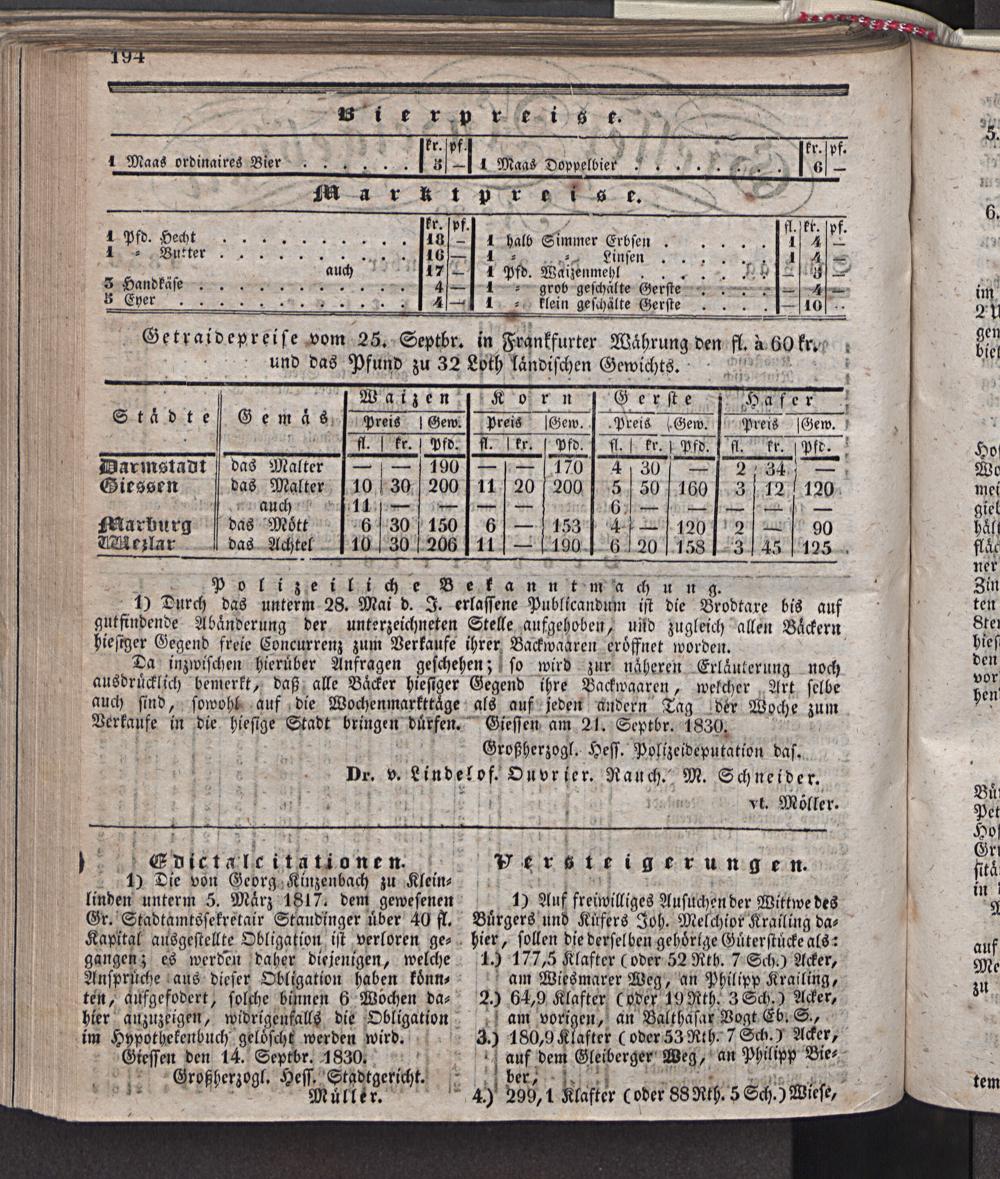 194
Bierpreise.
kr. pf. kr. pf.
1 Maas ordinaires Bier . . . . . . 3 — 1 Maas Doppelbier . . . . . . . 6 —
Marktpreise.
kr. pf. fl. kr. pf.
1 Pfd. Hecht . . . . . . . . . . 18 — 1 halb Simmer Erbsen . . . . . 1 4 —
1 = Butter . . . . . . . . . . 16 — 1 = = Linsen . . . . . 1 4 —
auch 17 — 1 Pfd. Waizenmehl . . . . . . 8
5 Handkäse . . . . . . . . . . 4 — 1 = grob geschälte Gerste . . . . — 4 —
5 Eyer . . . . . . . . . . . 4 — 1 = klein geschälte Gerste . . . . — 10
Getraidepreise vom 25. Septbr. in Frankfurter Währung den fl. à 60 kr.
und das Pfund zu 32 Loth ländischen Gewichts.
Städte Gemäs Waizen Korn Gerste Hafer
Preis Gew. Preis Gew. Preis Gew. Preis Gew.
fl. kr. Pfd. fl. kr. Pfd. fl. kr. Pfd. fl. kr. Pfd.
Darmstadt das Malter — — 190 — — 170 4 30 — 2 34 —
Giessen das Malter 10 30 200 11 20 200 5 50 160 3 12 120
auch 11 — — — — — 6 — — — — —
Marburg das Mött 6 30 150 6 — 153 4 — 120 2 — 90
Wezlar das Achtel 10 30 206 11 — 190 6 20 158 3 45 125
Polizeiliche Bekanntmachung.
1) Durch das unterm 28. Mai d. J. erlassene Publicandum ist die Brodtaxe bis auf
gutfindende Abänderung der unterzeichneten Stelle aufgehoben, und zugleich allen Bäckern
hiesiger Gegend freie Concurrenz zum Verkaufe ihrer Backwaaren eröffnet worden.
Da inzwischen hierüber Anfragen geschehen; so wird zur näheren Erläuterung noch
ausdrücklich bemerkt, daß alle Bäcker hiesiger Gegend ihre Backwaaren, welcher Art selbe
auch sind, sowohl auf die Wochenmarkttäge als auf jeden andern Tag der Woche zum
Verkaufe in die hiesige Stadt bringen dürfen. Giessen am 21. Septbr. 1830.
Großherzogl. Hess. Polizeideputation das.
Dr. v. Lindelof. Ouvrier. Rauch. M. Schneider.
vt. Möller.
Edictalcitationen.
1) Die von Georg Kinzenbach zu Klein=
linden unterm 5. März 1817. dem gewesenen
Gr. Stadtamtssekretair Staudinger über 40 fl.
Kapital ausgestellte Obligation ist verloren ge=
gangen; es werden daher diejenigen, welche
Ansprüche aus dieser Obligation haben könn=
ten, aufgefodert, solche binnen 6 Wochen da=
hier anzuzeigen, widrigenfalls die Obligation
im Hypothekenbuch gelöscht werden wird.
Giessen den 14. Septbr. 1830.
Großherzogl. Hess. Stadtgericht.
Müller.
Versteigerungen.
1) Auf freiwilliges Ansuchen der Wittwe des
Bürgers und Küfers Joh. Melchior Krailing da=
hier, sollen die derselben gehörige Güterstücke als:
1.) 177,5 Klafter (oder 52 Rth. 7 Sch.) Acker,
am Wiesmarer Weg, an Philipp Krailing,
2.) 64,9 Klafter (oder 19 Rth. 3 Sch.) Acker,
am vorigen, an Balthasar Vogt Eb. S.,
3.) 180,9 Klafter (oder 53 Rth. 7 Sch.) Acker,
auf dem Gleiberger Weg, an Philipp Bie=
ber,
4.) 299,1 Klafter (oder 88 Rth. 5 Sch.) Wiese,